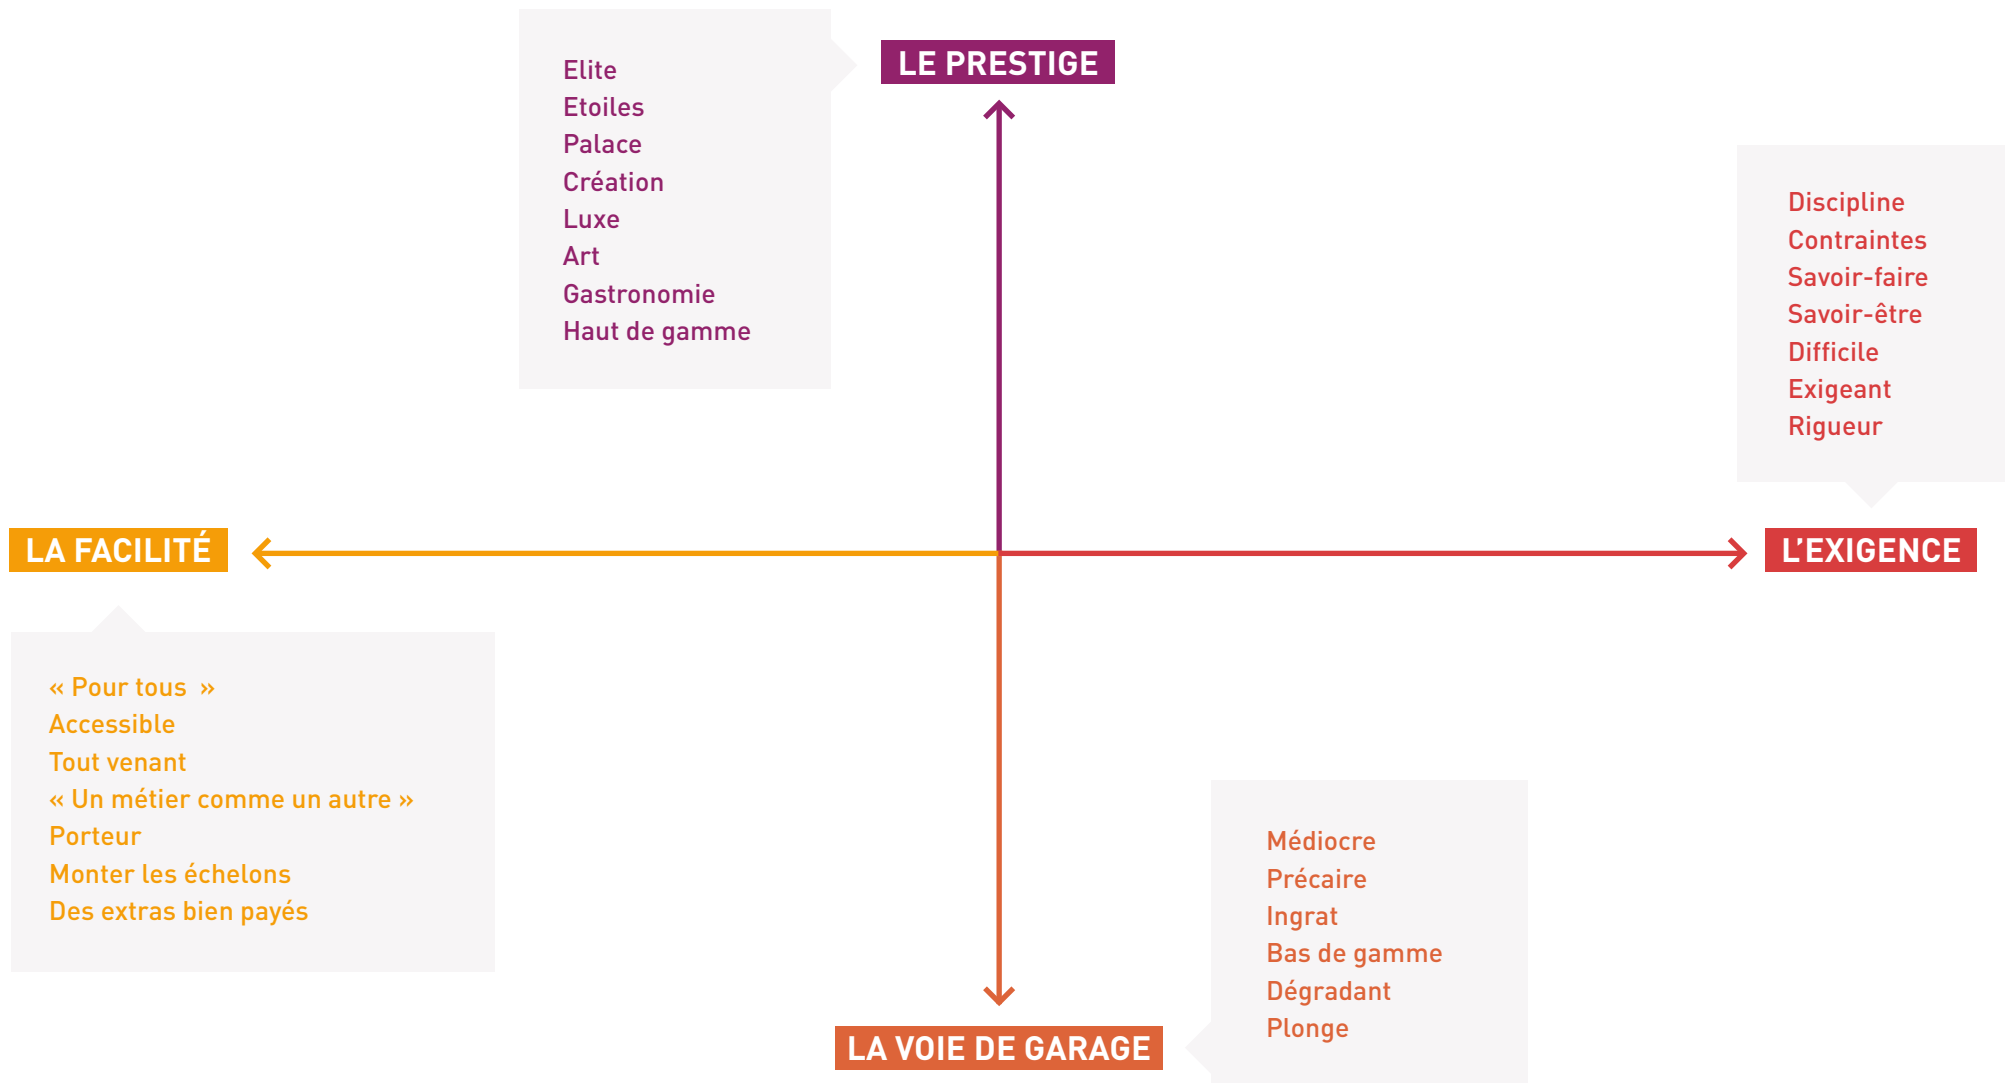 LE PRESTIGE
Elite
Etoiles
Palace
Création
Luxe
Art
Gastronomie
Haut de gamme
Discipline
Contraintes
Savoir-faire
Savoir-être
Difficile
Exigeant
Rigueur
LA FACILITÉ
L’EXIGENCE
« Pour tous »
Accessible
Tout venant
« Un métier comme un autre »
Porteur
Monter les échelons
Des extras bien payés
Médiocre
Précaire
Ingrat
Bas de gamme
Dégradant
Plonge
LA VOIE DE GARAGE